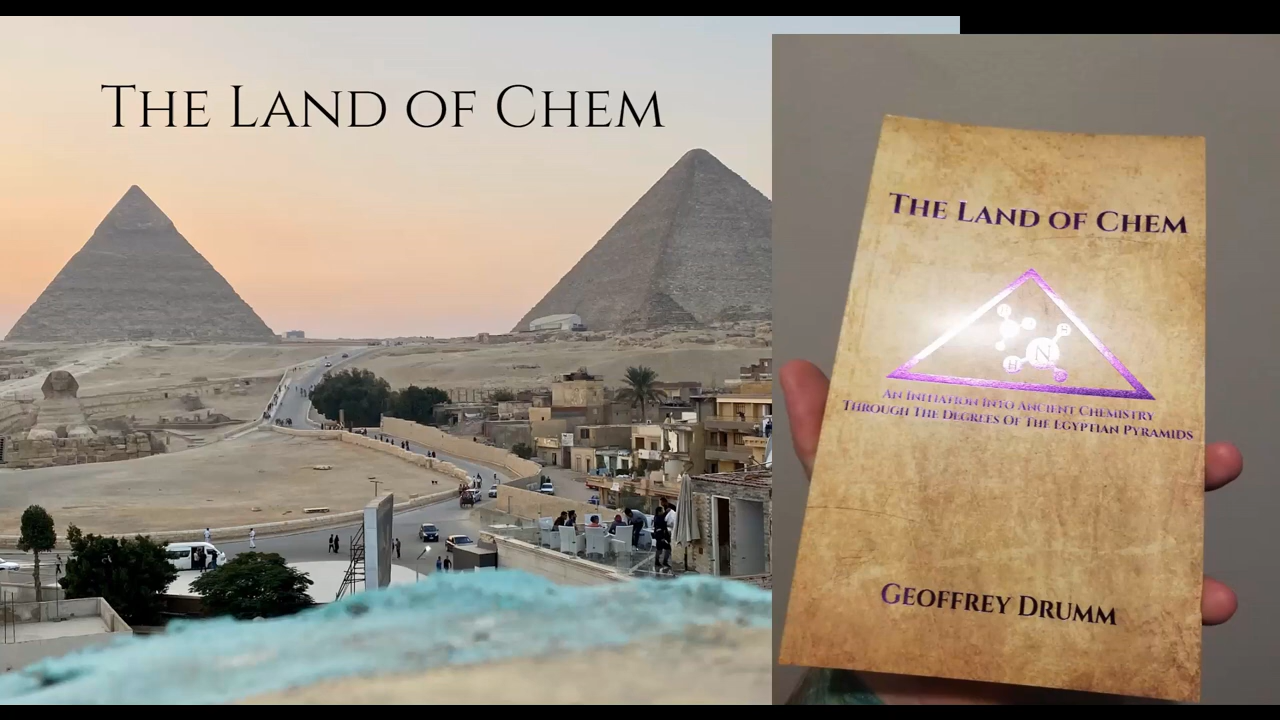 The Land of Chem
The Land of Chem
N
H
An Initiation Into Ancient Chemistry
Through The Degrees Of The Egyptian Pyramids
Geoffrey Drumm